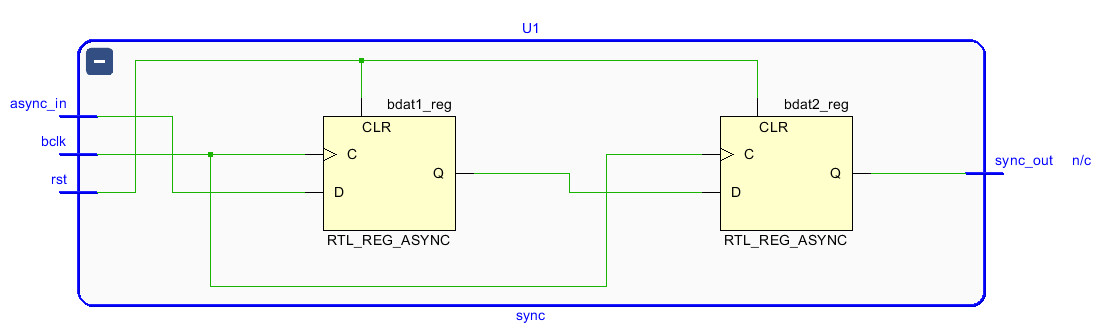 U1
async_in
bclk
rst
bdat1_reg
CLR
C
D
Q
RTL_REG_ASYNC
bdat2_reg
CLR
C
D
Q
RTL_REG_ASYNC
sync_out n/c
sync